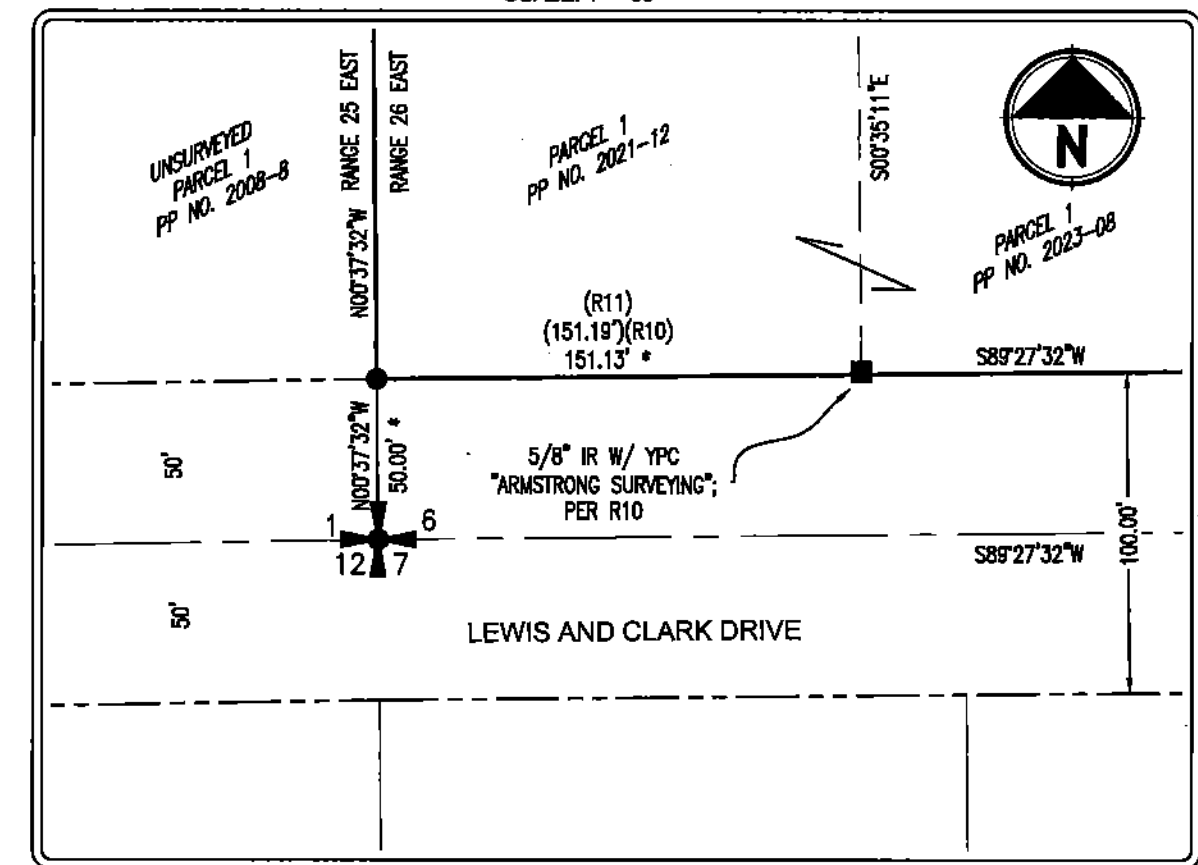 RANGE 25 EAST
RANGE 26 EAST
S00°35'11"E
N
UNSURVEYED
PARCEL 1
PP NO. 2008-8
PARCEL 1
PP NO. 2021-12
PARCEL 1
PP NO. 2023-08
N00°37'32"W
(R11)
(151.19')(R10)
151.13' *
S89°27'32"W
N00°37'32"W
50.00' *
50'
5/8" IR W/ YPC
"ARMSTRONG SURVEYING";
PER R10
1
6
12
7
S89°27'32"W
100.00'
50'
LEWIS AND CLARK DRIVE